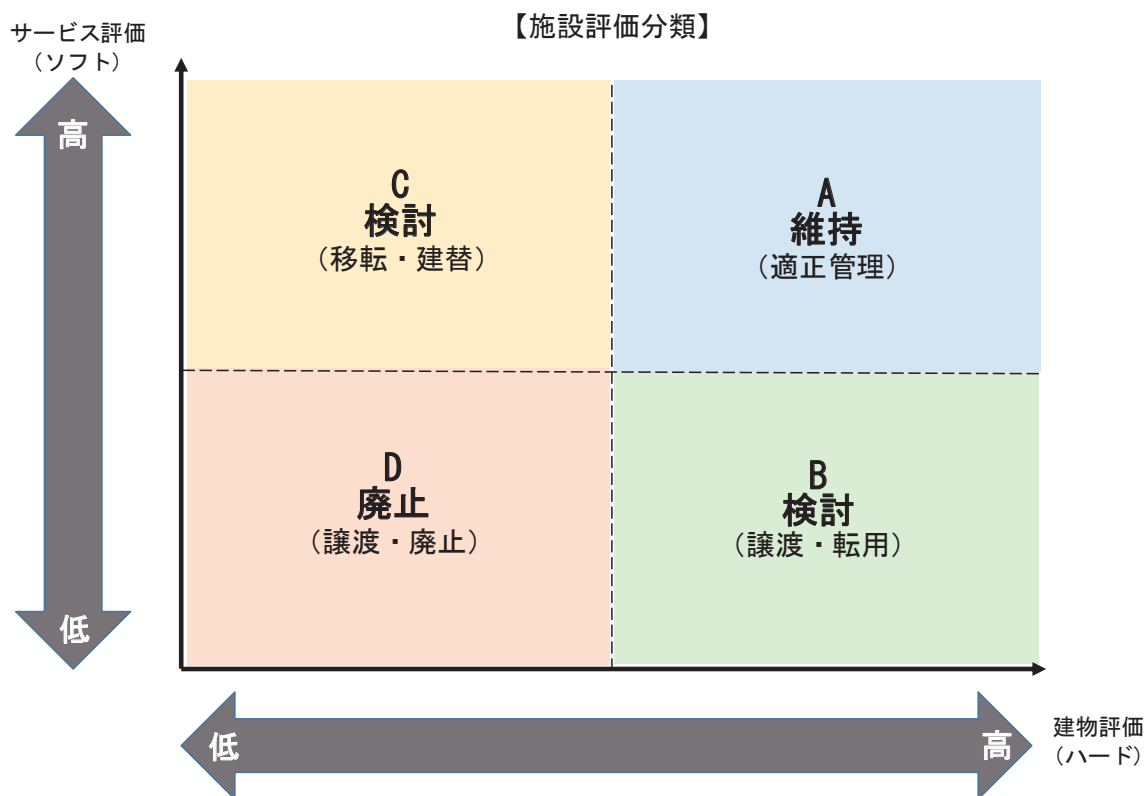 【施設評価分類】
サービス評価
（ソフト）
高
C
検討
（移転・建替）
A
維持
（適正管理）
D
廃止
（譲渡・廃止）
B
検討
（譲渡・転用）
低
低
高
建物評価
（ハード）